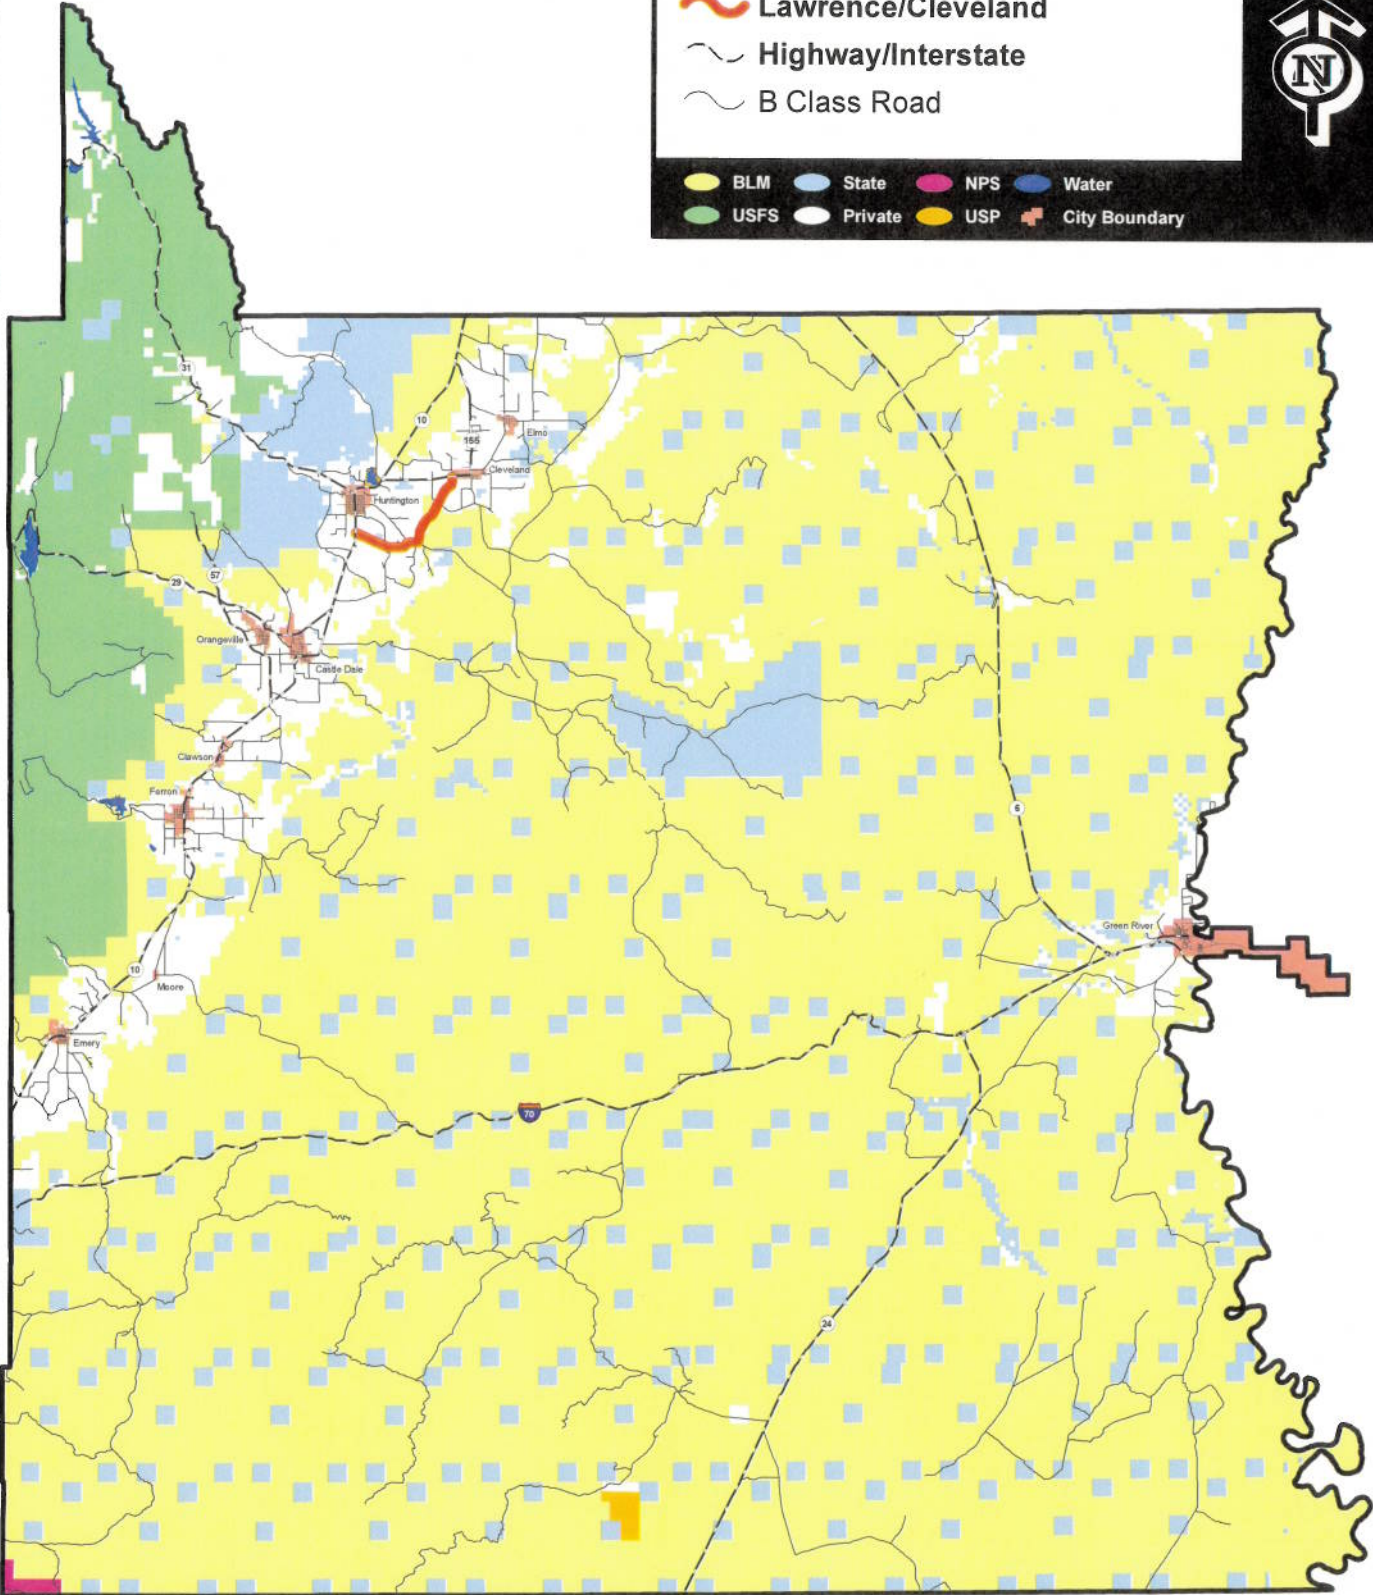 Lawrence/Cleveland
Highway/Interstate
B Class Road
N
BLM State NPS Water
USFS Private USP City Boundary
31
10
155
Elmo
Cleveland
Huntington
29
57
Orangeville
Castle Dale
Clawson
Ferron
6
Green River
10
Moore
Emery
70
24